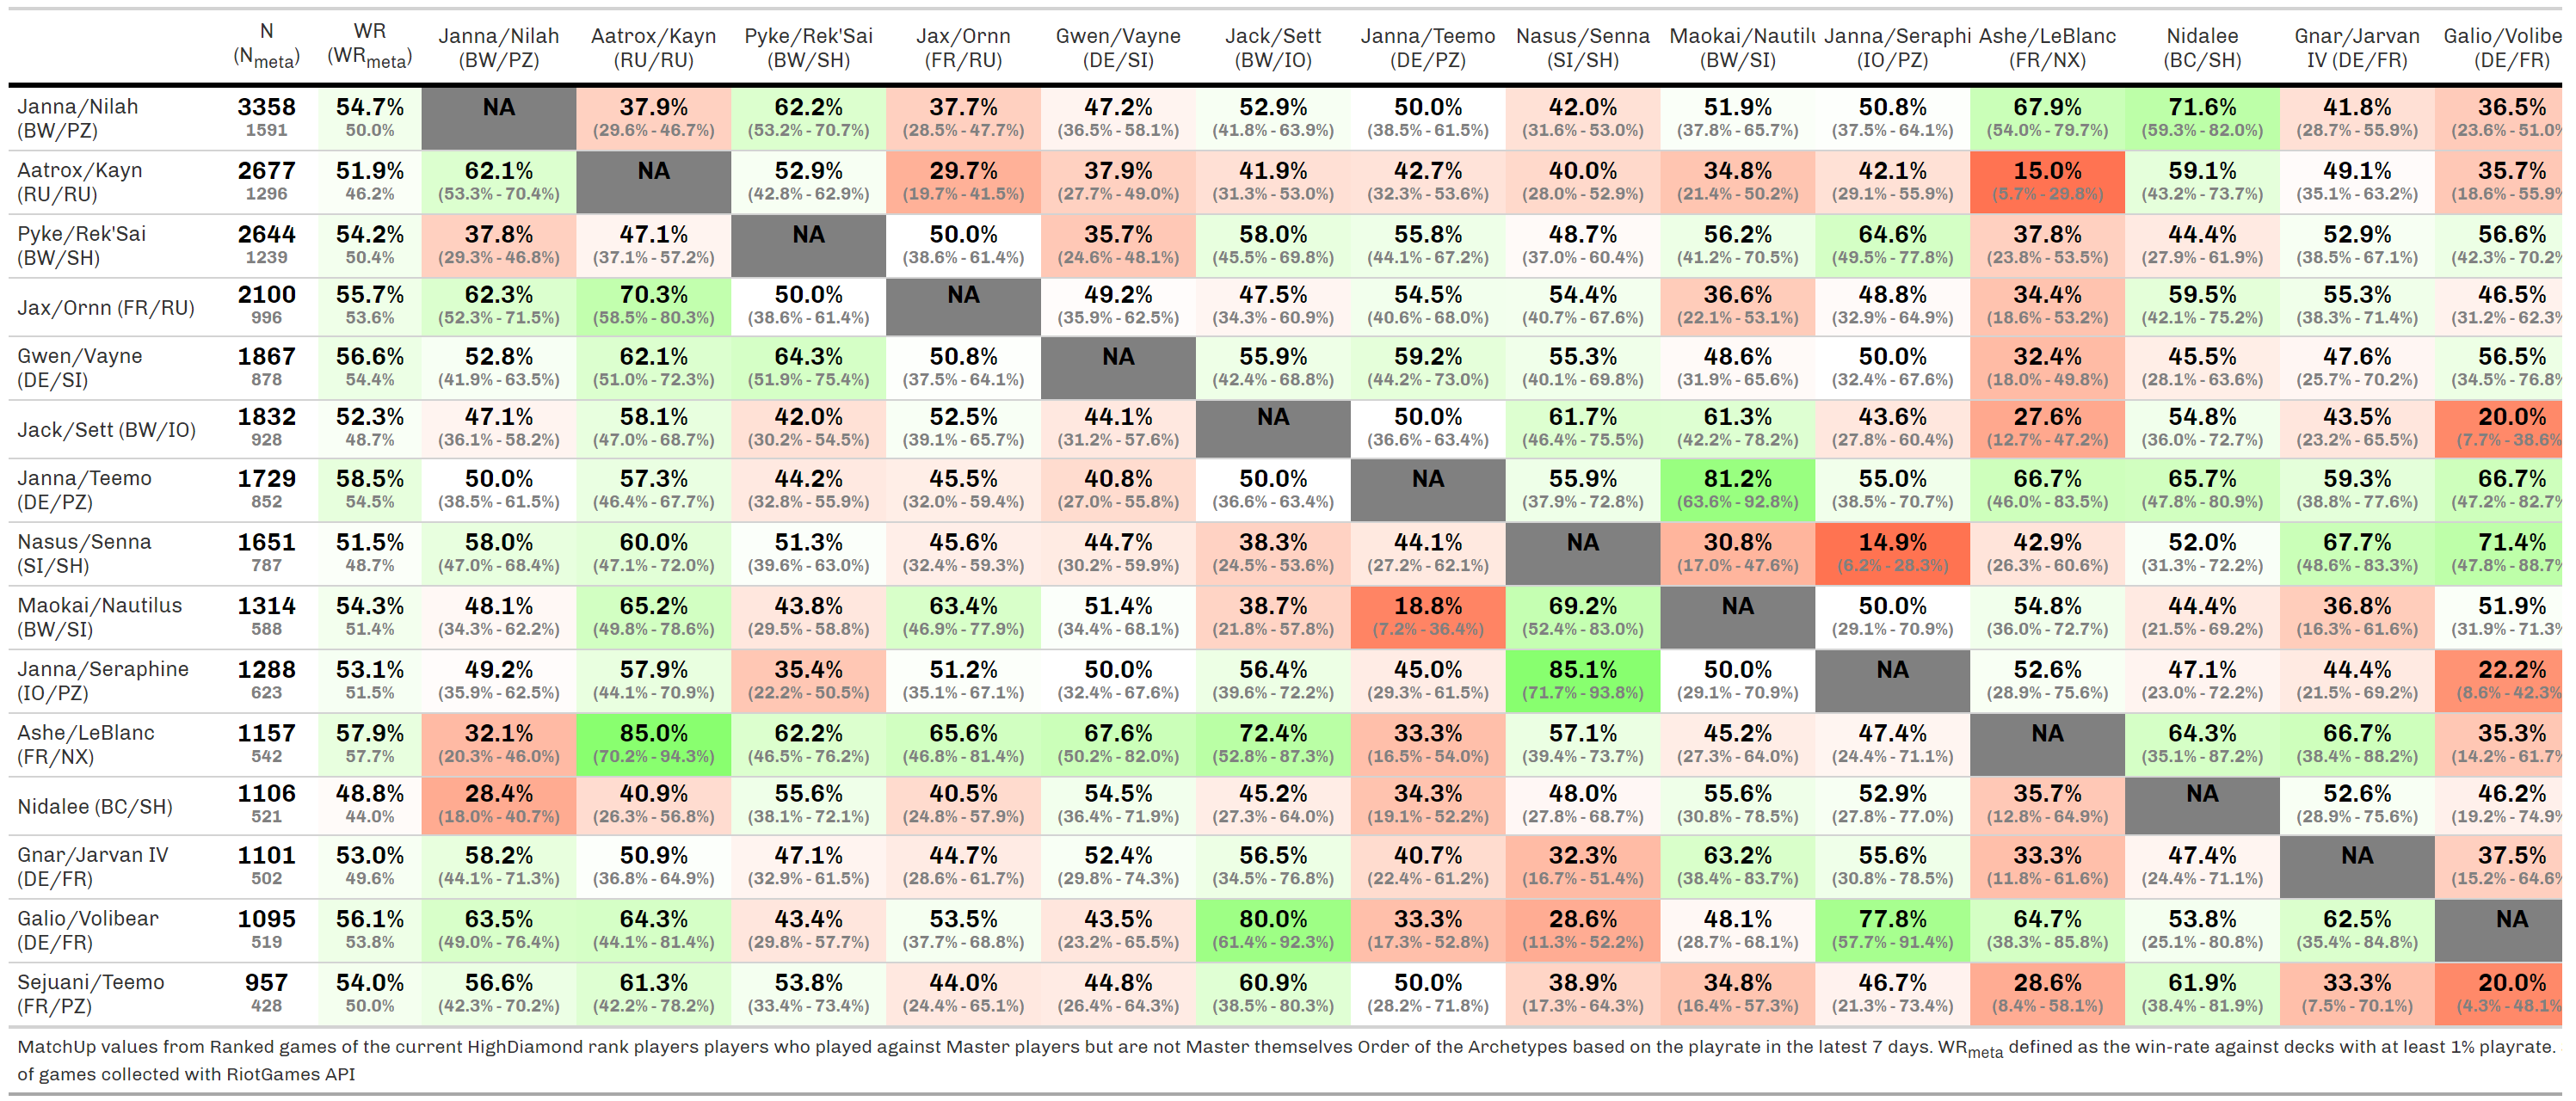 N WR Janna/Nilah Aatrox/Kayn Pyke/Rek'Sai Jax/Ornn Gwen/Vayne Jack/Sett Janna/Teemo Nasus/Senna Maokai/Nautilu Janna/Seraphi Ashe/LeBlanc Nidalee Gnar/Jarvan Galio/Volibe
(Nmeta) (WRmeta) (BW/PZ) (RU/RU) (BW/SH) (FR/RU) (DE/SI) (BW/IO) (DE/PZ) (SI/SH) (BW/SI) (IO/PZ) (FR/NX) (BC/SH) IV (DE/FR) (DE/FR)
Janna/Nilah 3358 54.7% NA 37.9% 62.2% 37.7% 47.2% 52.9% 50.0% 42.0% 51.9% 50.8% 67.9% 71.6% 41.8% 36.5%
(BW/PZ) 1591 50.0% (29.6% - 46.7%) (53.2% - 70.7%) (28.5% - 47.7%) (36.5% - 58.1%) (41.8% - 63.9%) (38.5% - 61.5%) (31.6% - 53.0%) (37.8% - 65.7%) (37.5% - 64.1%) (54.0% - 79.7%) (59.3% - 82.0%) (28.7% - 55.9%) (23.6% - 51.0%
Aatrox/Kayn 2677 51.9% 62.1% NA 52.9% 29.7% 37.9% 41.9% 42.7% 40.0% 34.8% 42.1% 15.0% 59.1% 49.1% 35.7%
(RU/RU) 1296 46.2% (53.3% - 70.4%) (42.8% - 62.9%) (19.7% - 41.5%) (27.7% - 49.0%) (31.3% - 53.0%) (32.3% - 53.6%) (28.0% - 52.9%) (21.4% - 50.2%) (29.1% - 55.9%) (5.7% - 29.8%) (43.2% - 73.7%) (35.1% - 63.2%) (18.6% - 55.9%
Pyke/Rek'Sai 2644 54.2% 37.8% 47.1% NA 50.0% 35.7% 58.0% 55.8% 48.7% 56.2% 64.6% 37.8% 44.4% 52.9% 56.6%
(BW/SH) 1239 50.4% (29.3% - 46.8%) (37.1% - 57.2%) (38.6% - 61.4%) (24.6% - 48.1%) (45.5% - 69.8%) (44.1% - 67.2%) (37.0% - 60.4%) (41.2% - 70.5%) (49.5% - 77.8%) (23.8% - 53.5%) (27.9% - 61.9%) (38.5% - 67.1%) (42.3% - 70.2%
Jax/Ornn (FR/RU) 2100 55.7% 62.3% 70.3% 50.0% NA 49.2% 47.5% 54.5% 54.4% 36.6% 48.8% 34.4% 59.5% 55.3% 46.5%
996 53.6% (52.3% - 71.5%) (58.5% - 80.3%) (38.6% - 61.4%) (35.9% - 62.5%) (34.3% - 60.9%) (40.6% - 68.0%) (40.7% - 67.6%) (22.1% - 53.1%) (32.9% - 64.9%) (18.6% - 53.2%) (42.1% - 75.2%) (38.3% - 71.4%) (31.2% - 62.3%
Gwen/Vayne 1867 56.6% 52.8% 62.1% 64.3% 50.8% NA 55.9% 59.2% 55.3% 48.6% 50.0% 32.4% 45.5% 47.6% 56.5%
(DE/SI) 878 54.4% (41.9% - 63.5%) (51.0% - 72.3%) (51.9% - 75.4%) (37.5% - 64.1%) (42.4% - 68.8%) (44.2% - 73.0%) (40.1% - 69.8%) (31.9% - 65.6%) (32.4% - 67.6%) (18.0% - 49.8%) (28.1% - 63.6%) (25.7% - 70.2%) (34.5% - 76.8%
Jack/Sett (BW/IO) 1832 52.3% 47.1% 58.1% 42.0% 52.5% 44.1% NA 50.0% 61.7% 61.3% 43.6% 27.6% 54.8% 43.5% 20.0%
928 48.7% (36.1% - 58.2%) (47.0% - 68.7%) (30.2% - 54.5%) (39.1% - 65.7%) (31.2% - 57.6%) (36.6% - 63.4%) (46.4% - 75.5%) (42.2% - 78.2%) (27.8% - 60.4%) (12.7% - 47.2%) (36.0% - 72.7%) (23.2% - 65.5%) (7.7% - 38.6%
Janna/Teemo 1729 58.5% 50.0% 57.3% 44.2% 45.5% 40.8% 50.0% NA 55.9% 81.2% 55.0% 66.7% 65.7% 59.3% 66.7%
(DE/PZ) 852 54.5% (38.5% - 61.5%) (46.4% - 67.7%) (32.8% - 55.9%) (32.0% - 59.4%) (27.0% - 55.8%) (36.6% - 63.4%) (37.9% - 72.8%) (63.6% - 92.8%) (38.5% - 70.7%) (46.0% - 83.5%) (47.8% - 80.9%) (38.8% - 77.6%) (47.2% - 82.7%
Nasus/Senna 1651 51.5% 58.0% 60.0% 51.3% 45.6% 44.7% 38.3% 44.1% NA 30.8% 14.9% 42.9% 52.0% 67.7% 71.4%
(SI/SH) 787 48.7% (47.0% - 68.4%) (47.1% - 72.0%) (39.6% - 63.0%) (32.4% - 59.3%) (30.2% - 59.9%) (24.5% - 53.6%) (27.2% - 62.1%) (17.0% - 47.6%) (6.2% - 28.3%) (26.3% - 60.6%) (31.3% - 72.2%) (48.6% - 83.3%) (47.8% - 88.7%
Maokai/Nautilus 1314 54.3% 48.1% 65.2% 43.8% 63.4% 51.4% 38.7% 18.8% 69.2% NA 50.0% 54.8% 44.4% 36.8% 51.9%
(BW/SI) 588 51.4% (34.3% - 62.2%) (49.8% - 78.6%) (29.5% - 58.8%) (46.9% - 77.9%) (34.4% - 68.1%) (21.8% - 57.8%) (7.2% - 36.4%) (52.4% - 83.0%) (29.1% - 70.9%) (36.0% - 72.7%) (21.5% - 69.2%) (16.3% - 61.6%) (31.9% - 71.3%
Janna/Seraphine 1288 53.1% 49.2% 57.9% 35.4% 51.2% 50.0% 56.4% 45.0% 85.1% 50.0% NA 52.6% 47.1% 44.4% 22.2%
(IO/PZ) 623 51.5% (35.9% - 62.5%) (44.1% - 70.9%) (22.2% - 50.5%) (35.1% - 67.1%) (32.4% - 67.6%) (39.6% - 72.2%) (29.3% - 61.5%) (71.7% - 93.8%) (29.1% - 70.9%) (28.9% - 75.6%) (23.0% - 72.2%) (21.5% - 69.2%) (8.6% - 42.3%
Ashe/LeBlanc 1157 57.9% 32.1% 85.0% 62.2% 65.6% 67.6% 72.4% 33.3% 57.1% 45.2% 47.4% NA 64.3% 66.7% 35.3%
(FR/NX) 542 57.7% (20.3% - 46.0%) (70.2% - 94.3%) (46.5% - 76.2%) (46.8% - 81.4%) (50.2% - 82.0%) (52.8% - 87.3%) (16.5% - 54.0%) (39.4% - 73.7%) (27.3% - 64.0%) (24.4% - 71.1%) (35.1% - 87.2%) (38.4% - 88.2%) (14.2% - 61.7%
Nidalee (BC/SH) 1106 48.8% 28.4% 40.9% 55.6% 40.5% 54.5% 45.2% 34.3% 48.0% 55.6% 52.9% 35.7% NA 52.6% 46.2%
521 44.0% (18.0% - 40.7%) (26.3% - 56.8%) (38.1% - 72.1%) (24.8% - 57.9%) (36.4% - 71.9%) (27.3% - 64.0%) (19.1% - 52.2%) (27.8% - 68.7%) (30.8% - 78.5%) (27.8% - 77.0%) (12.8% - 64.9%) (28.9% - 75.6%) (19.2% - 74.9%
Gnar/Jarvan IV 1101 53.0% 58.2% 50.9% 47.1% 44.7% 52.4% 56.5% 40.7% 32.3% 63.2% 55.6% 33.3% 47.4% NA 37.5%
(DE/FR) 502 49.6% (44.1% - 71.3%) (36.8% - 64.9%) (32.9% - 61.5%) (28.6% - 61.7%) (29.8% - 74.3%) (34.5% - 76.8%) (22.4% - 61.2%) (16.7% - 51.4%) (38.4% - 83.7%) (30.8% - 78.5%) (11.8% - 61.6%) (24.4% - 71.1%) (15.2% - 64.6%
Galio/Volibear 1095 56.1% 63.5% 64.3% 43.4% 53.5% 43.5% 80.0% 33.3% 28.6% 48.1% 77.8% 64.7% 53.8% 62.5% NA
(DE/FR) 519 53.8% (49.0% - 76.4%) (44.1% - 81.4%) (29.8% - 57.7%) (37.7% - 68.8%) (23.2% - 65.5%) (61.4% - 92.3%) (17.3% - 52.8%) (11.3% - 52.2%) (28.7% - 68.1%) (57.7% - 91.4%) (38.3% - 85.8%) (25.1% - 80.8%) (35.4% - 84.8%)
Sejuani/Teemo 957 54.0% 56.6% 61.3% 53.8% 44.0% 44.8% 60.9% 50.0% 38.9% 34.8% 46.7% 28.6% 61.9% 33.3% 20.0%
(FR/PZ) 428 50.0% (42.3% - 70.2%) (42.2% - 78.2%) (33.4% - 73.4%) (24.4% - 65.1%) (26.4% - 64.3%) (38.5% - 80.3%) (28.2% - 71.8%) (17.3% - 64.3%) (16.4% - 57.3%) (21.3% - 73.4%) (8.4% - 58.1%) (38.4% - 81.9%) (7.5% - 70.1%) (4.3% - 48.1%
MatchUp values from Ranked games of the current HighDiamond rank players players who played against Master players but are not Master themselves Order of the Archetypes based on the playrate in the latest 7 days. WRmeta defined as the win-rate against decks with at least 1% playrate.
of games collected with RiotGames API